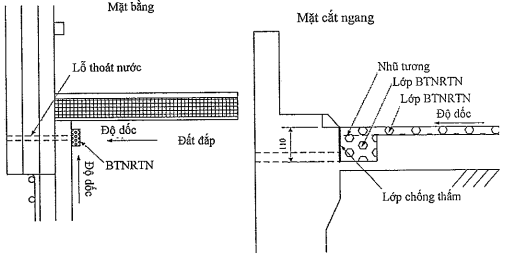 Mặt bằng
Lỗ thoát nước
Độ dốc
Đất đắp
BTNRTN
Độ dốc
Mặt cắt ngang
Nhũ tương
Lớp BTNRTN
Lớp BTNRTN
Độ dốc
110
Lớp chống thấm